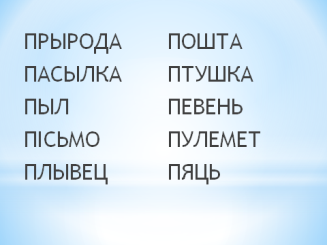 ПРЫРОДА ПОШТА
ПАСЫЛКА ПТУШКА
ПЫЛ ПЕВЕНЬ
ПІСЬМО ПУЛЕМЕТ
ПЛЫВЕЦ ПЯЦЬ